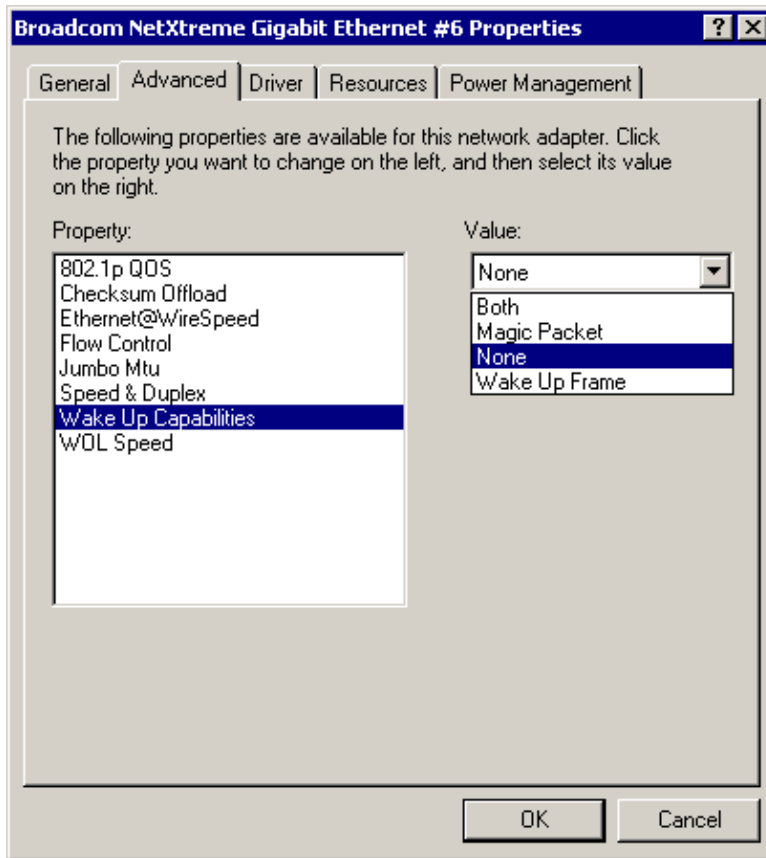 Broadcom NetXtreme Gigabit Ethernet #6 Properties
General Advanced Driver Resources Power Management
The following properties are available for this network adapter. Click
the property you want to change on the left, and then select its value
on the right.
Property:
Value:
802.1p QOS
Checksum Offload
Ethernet@WireSpeed
Flow Control
Jumbo Mtu
Speed & Duplex
Wake Up Capabilities
WOL Speed
None
Both
Magic Packet
None
Wake Up Frame
OK
Cancel